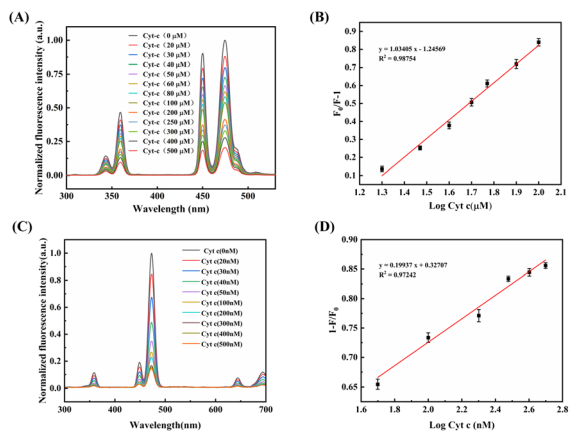 (A)
Normalized fluorescence intensity (a.u.)
1.00
0.75
0.50
0.25
0.00
Cyt-c (0 μM)
Cyt-c (20 μM)
Cyt-c (30 μM)
Cyt-c (40 μM)
Cyt-c (50 μM)
Cyt-c (60 μM)
Cyt-c (80 μM)
Cyt-c (100 μM)
Cyt-c (200 μM)
Cyt-c (250 μM)
Cyt-c (300 μM)
Cyt-c (400 μM)
Cyt-c (500 μM)
300 350 400 450 500
Wavelength (nm)
(B)
F0/F-1
0.9
0.8
0.7
0.6
0.5
0.4
0.3
0.2
0.1
y = 1.03405 x - 1.24569
R2 = 0.98754
1.2 1.3 1.4 1.5 1.6 1.7 1.8 1.9 2.0 2.1
Log Cyt c(μM)
(C)
Normalized fluorescence intensity(a.u.)
1.2
1.0
0.8
0.6
0.4
0.2
0.0
Cyt c(0nM)
Cyt c(20nM)
Cyt c(30nM)
Cyt c(40nM)
Cyt c(50nM)
Cyt c(100nM)
Cyt c(200nM)
Cyt c(300nM)
Cyt c(400nM)
Cyt c(500nM)
300 400 500 600 700
Wavelength(nm)
(D)
1-F/F0
0.90
0.85
0.80
0.75
0.70
0.65
y = 0.19937 x + 0.32707
R2 = 0.97242
1.6 1.8 2.0 2.2 2.4 2.6 2.8
Log Cyt c (nM)